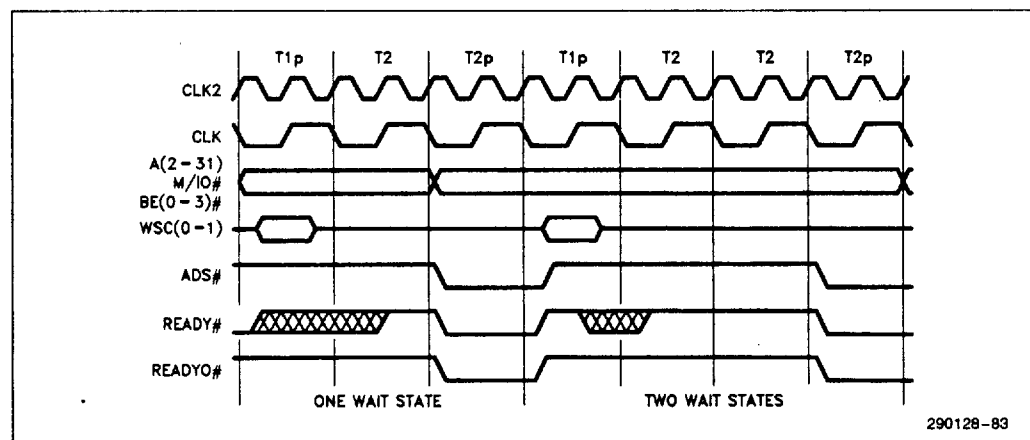 T1p T2 T2p T1p T2 T2 T2p
CLK2
CLK
A(2-31)
M/IO#
BE(0-3)#
WSC(0-1)
ADS#
READY#
READYO#
ONE WAIT STATE TWO WAIT STATES
290128-83